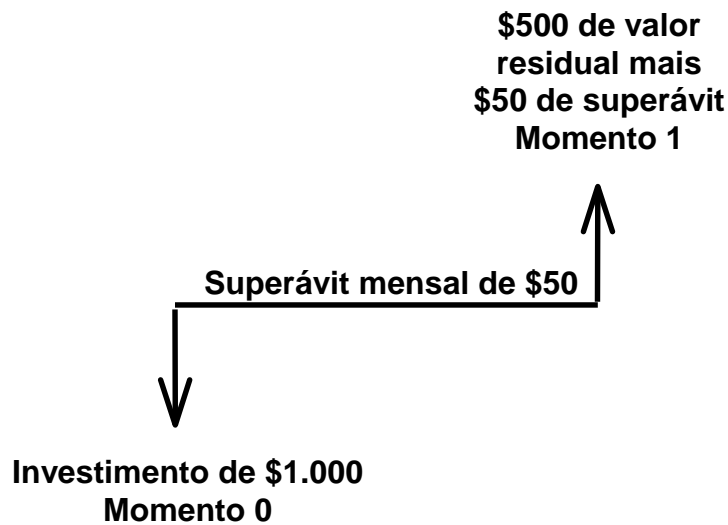 $500 de valor
residual mais
$50 de superávit
Momento 1
Superávit mensal de $50
Investimento de $1.000
Momento 0